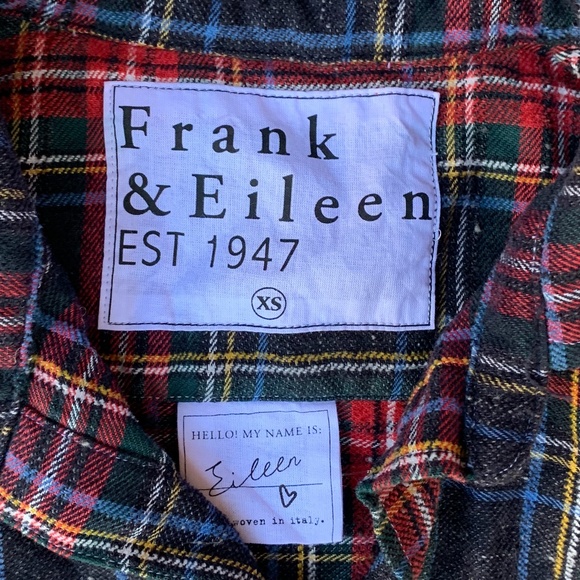 Frank
& Eileen
EST 1947
XS
HELLO! MY NAME IS:
Eileen
woven in italy.